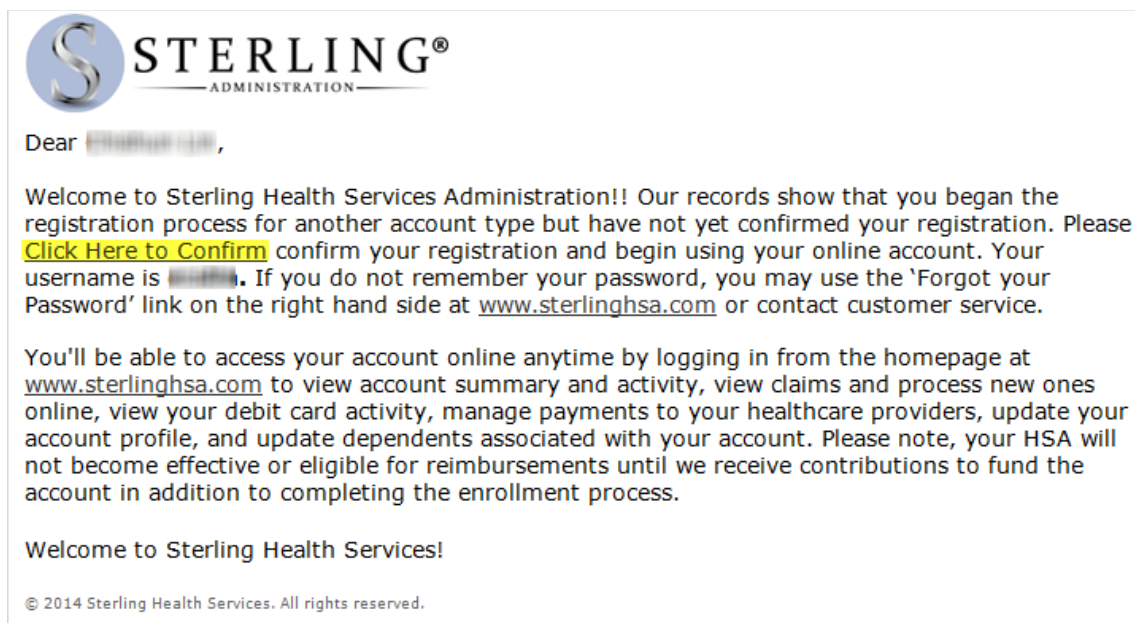 STERLING®
ADMINISTRATION
Dear ,
Welcome to Sterling Health Services Administration!! Our records show that you began the
registration process for another account type but have not yet confirmed your registration. Please
Click Here to Confirm confirm your registration and begin using your online account. Your
username is . If you do not remember your password, you may use the ‘Forgot your
Password’ link on the right hand side at www.sterlinghsa.com or contact customer service.
You'll be able to access your account online anytime by logging in from the homepage at
www.sterlinghsa.com to view account summary and activity, view claims and process new ones
online, view your debit card activity, manage payments to your healthcare providers, update your
account profile, and update dependents associated with your account. Please note, your HSA will
not become effective or eligible for reimbursements until we receive contributions to fund the
account in addition to completing the enrollment process.
Welcome to Sterling Health Services!
© 2014 Sterling Health Services. All rights reserved.